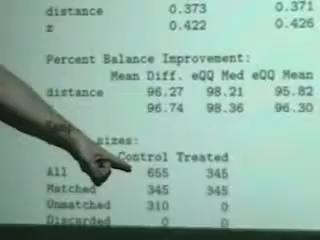 distance 0.373 0.371
z 0.422 0.426
Percent Balance Improvement:
Mean Diff. eQQ Med eQQ Mean
distance 96.27 98.21 95.82
96.74 98.36 96.30
sizes:
Control Treated
All 655 345
Matched 345 345
Unmatched 310 0
Discarded 0 0